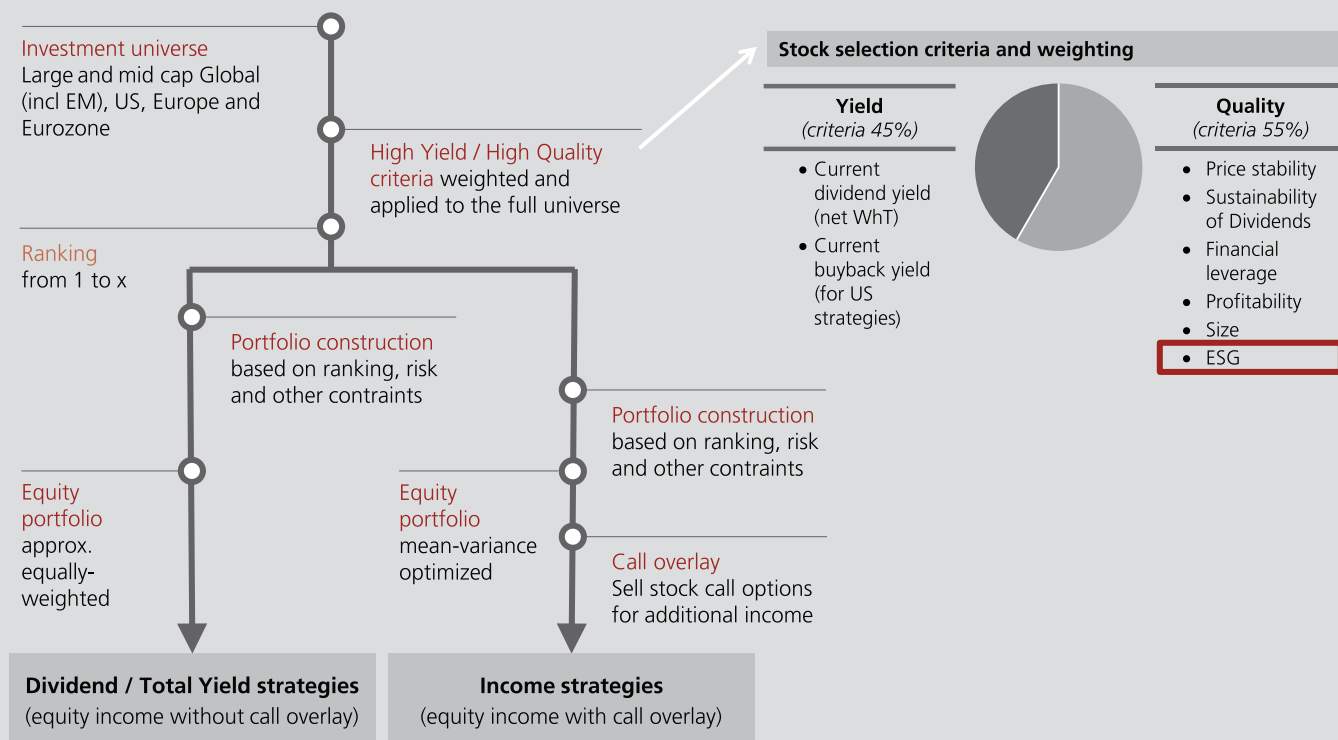 Investment universe
Large and mid cap Global
(incl EM), US, Europe and
Eurozone
High Yield / High Quality
criteria weighted and
applied to the full universe
Ranking
from 1 to x
Portfolio construction
based on ranking, risk
and other contraints
Equity
portfolio
approx.
equally-
weighted
Dividend / Total Yield strategies
(equity income without call overlay)
Portfolio construction
based on ranking, risk
and other contraints
Equity
portfolio
mean-variance
optimized
Call overlay
Sell stock call options
for additional income
Income strategies
(equity income with call overlay)
Stock selection criteria and weighting
Yield
(criteria 45%)
• Current
dividend yield
(net WhT)
• Current
buyback yield
(for US
strategies)
Quality
(criteria 55%)
• Price stability
• Sustainability
of Dividends
• Financial
leverage
• Profitability
• Size
• ESG